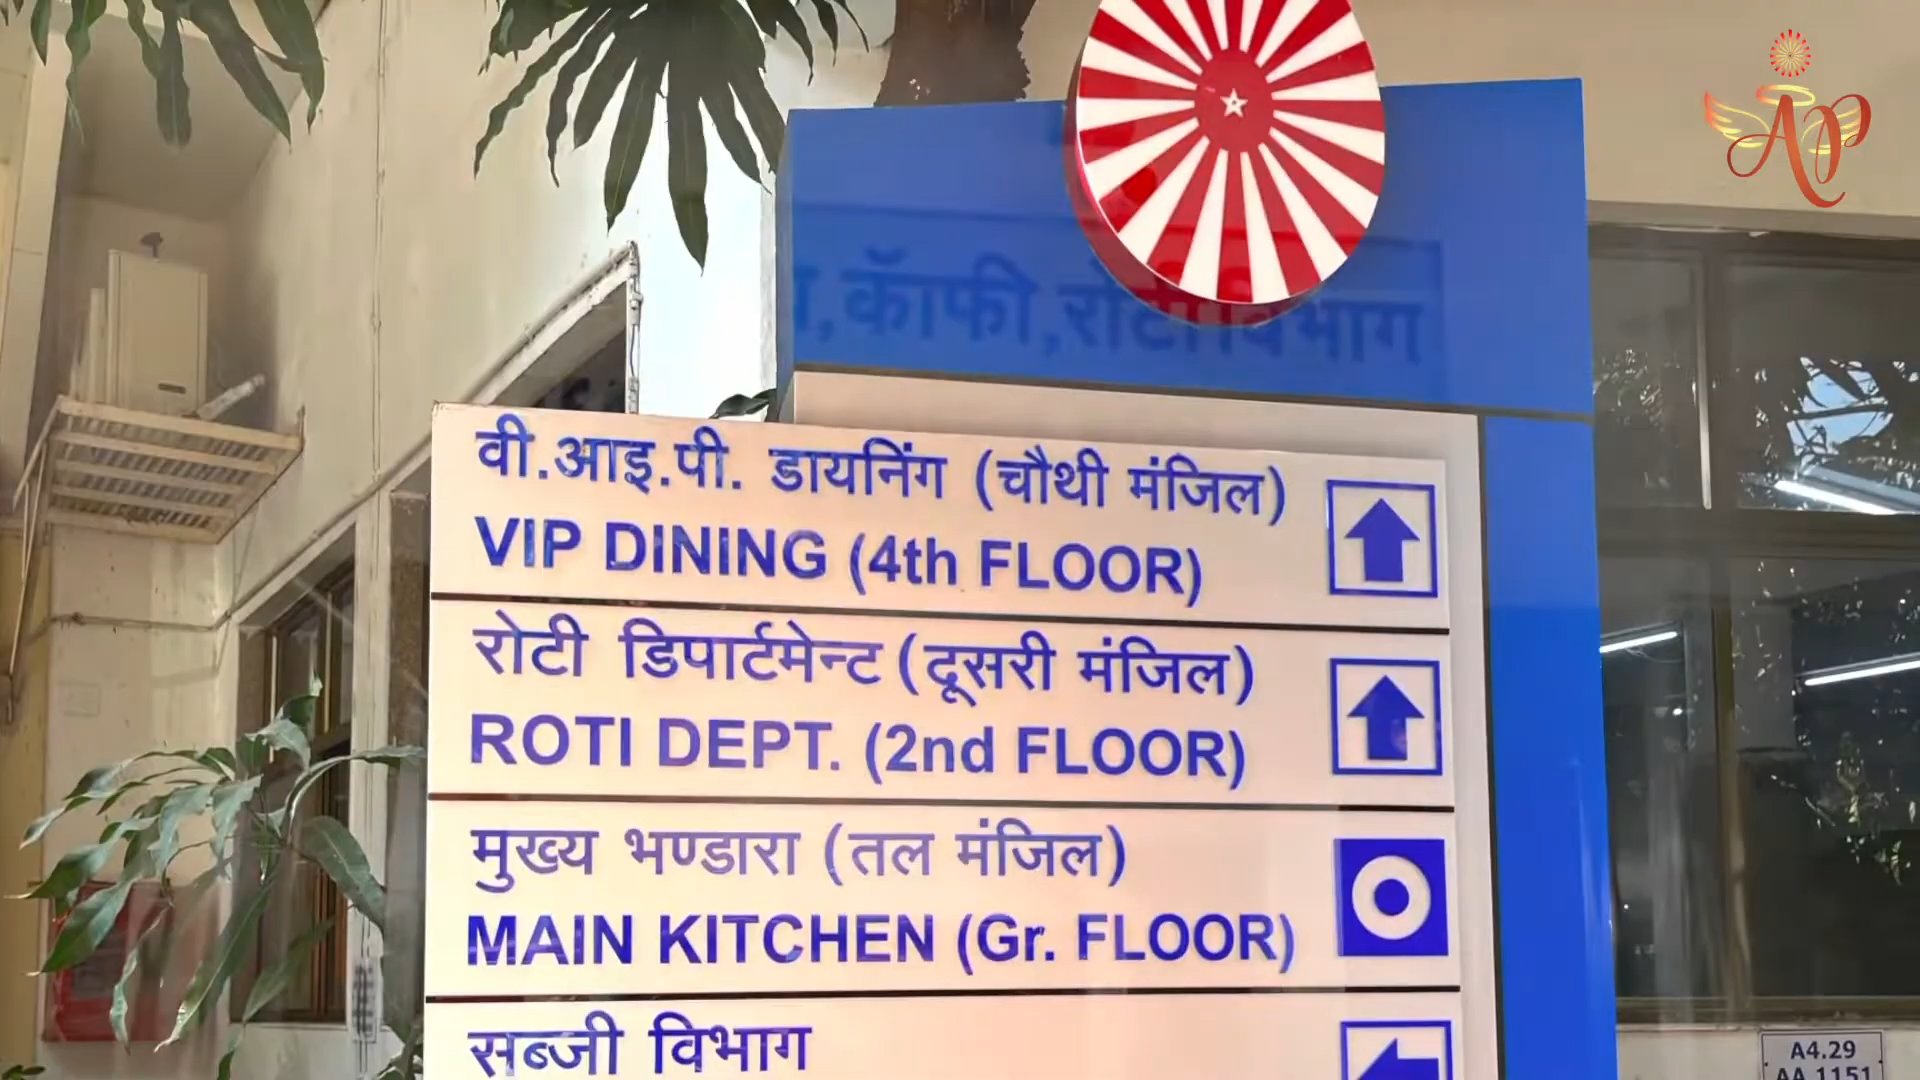 AP
कॅाफी,रोटी विभाग
वी.आइ.पी. डायनिंग (चौथी मंजिल)
VIP DINING (4th FLOOR)
रोटी डिपार्टमेन्ट (दूसरी मंजिल)
ROTI DEPT. (2nd FLOOR)
मुख्य भण्डारा (तल मंजिल)
MAIN KITCHEN (Gr. FLOOR)
सब्जी विभाग
A4.29
AA 1151